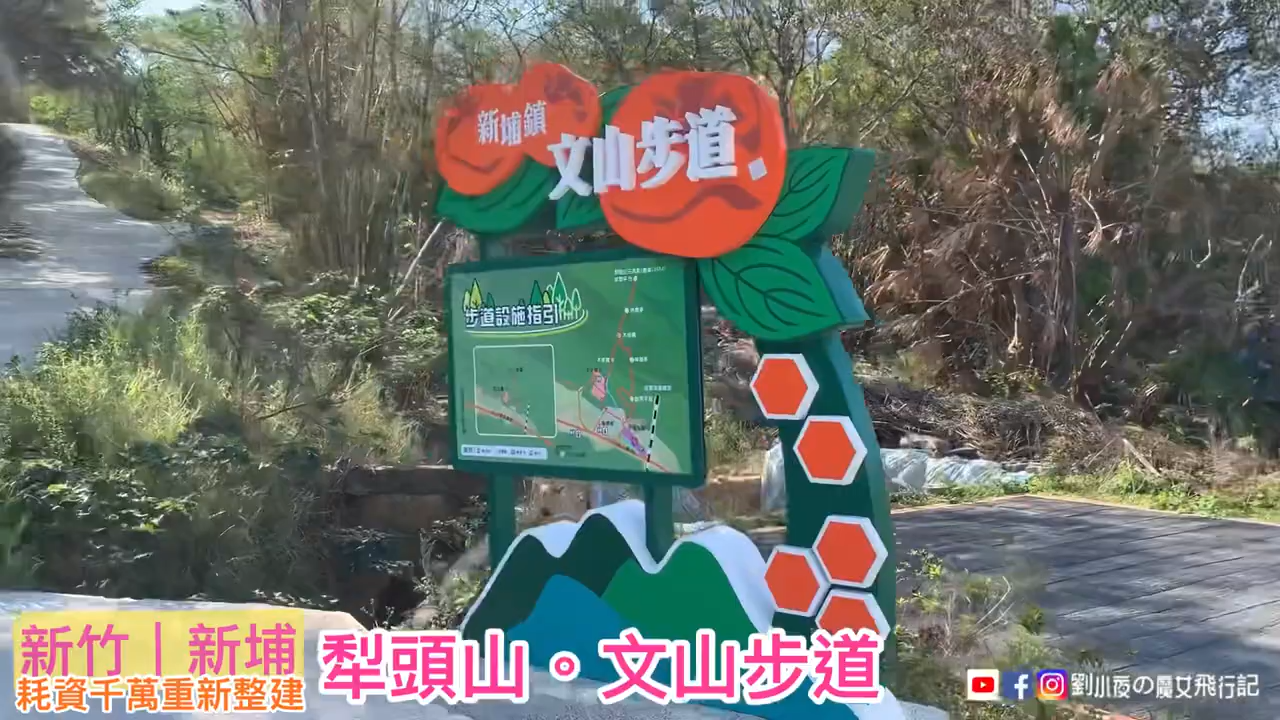 新埔鎮
文山步道
步道設施指引
新竹｜新埔
耗資千萬重新整建
犁頭山。文山步道
劉小夜の魔女飛行記